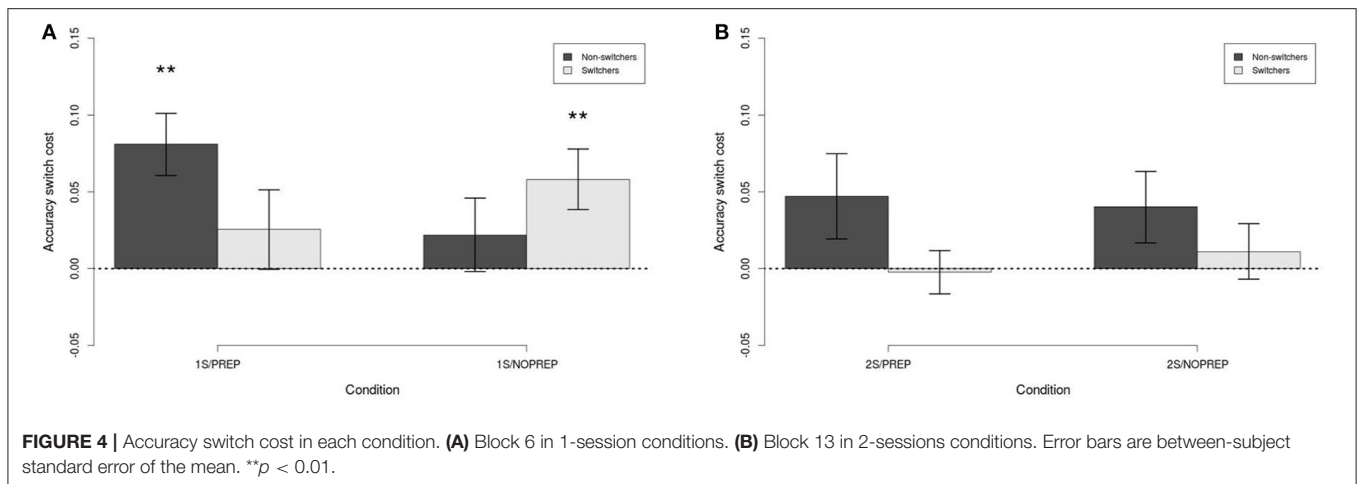 A
0.15
0.10
0.05
0.00
-0.05
Accuracy switch cost
**
**
Non-switchers
Switchers
1S/PREP
1S/NOPREP
Condition
B
0.15
0.10
0.05
0.00
-0.05
Accuracy switch cost
Non-switchers
Switchers
2S/PREP
2S/NOPREP
Condition
FIGURE 4 | Accuracy switch cost in each condition. (A) Block 6 in 1-session conditions. (B) Block 13 in 2-sessions conditions. Error bars are between-subject
standard error of the mean. **p < 0.01.